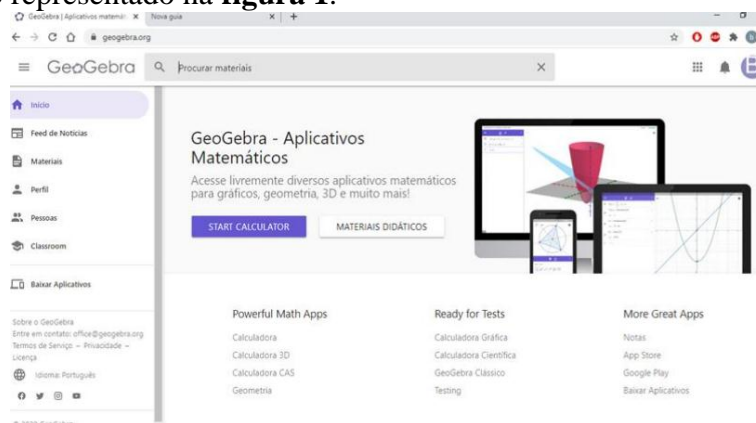 representado na figura 1.
GeoGebra | Aplicativos matemát
Nova guia
geogebra.org
GeoGebra
Procurar materiais
Início
Feed de Notícias
Materiais
Perfil
Pessoas
Classroom
Baixar Aplicativos
Sobre o GeoGebra
Entre em contato: office@geogebra.org
Termos de Serviço – Privacidade –
Licença
Idioma: Português
GeoGebra - Aplicativos
Matemáticos
Acesse livremente diversos aplicativos matemáticos
para gráficos, geometria, 3D e muito mais!
START CALCULATOR
MATERIAIS DIDÁTICOS
Powerful Math Apps
Calculadora
Calculadora 3D
Calculadora CAS
Geometria
Ready for Tests
Calculadora Gráfica
Calculadora Científica
GeoGebra Clássico
Testing
More Great Apps
Notas
App Store
Google Play
Baixar Aplicativos